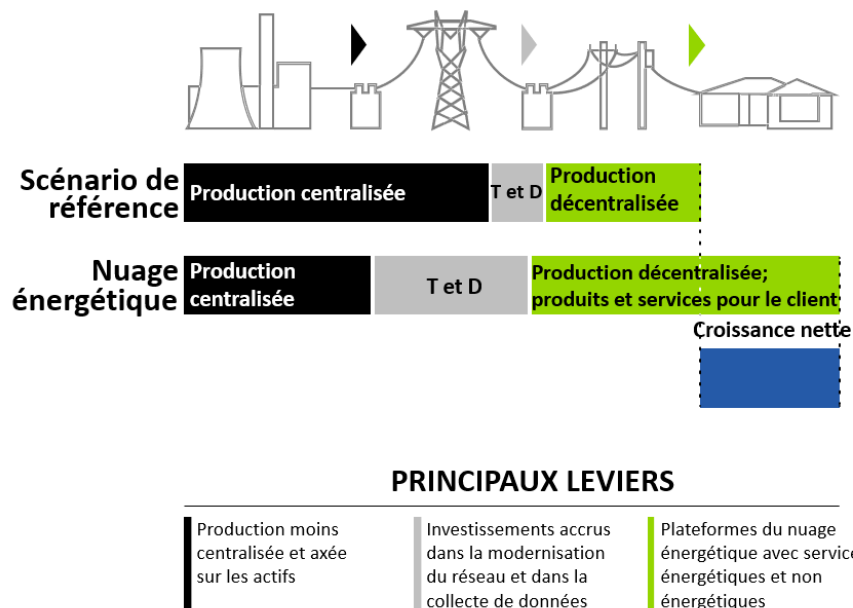 Scénario de
référence
Production centralisée
T et D
Production
décentralisée
Nuage
énergétique
Production
centralisée
T et D
Production décentralisée;
produits et services pour le client
Croissance nette
PRINCIPAUX LEVIERS
Production moins
centralisée et axée
sur les actifs
Investissements accrus
dans la modernisation
du réseau et dans la
collecte de données
Plateformes du nuage
énergétique avec service
énergétiques et non
énergétiques